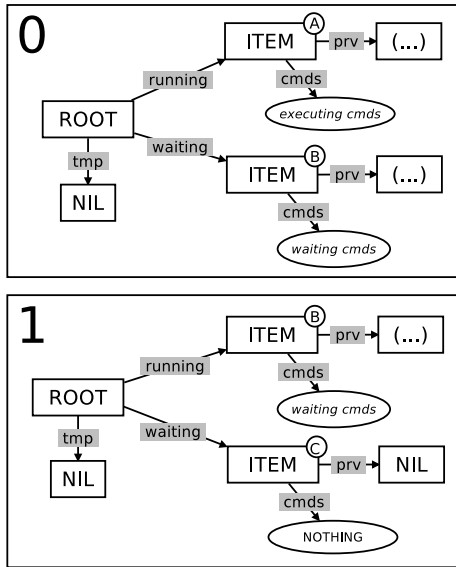 0
A
ITEM
prv
(...)
running
cmds
ROOT
executing cmds
tmp
waiting
B
ITEM
prv
(...)
NIL
cmds
waiting cmds
1
B
ITEM
prv
(...)
running
cmds
ROOT
waiting cmds
tmp
waiting
C
ITEM
prv
NIL
NIL
cmds
NOTHING